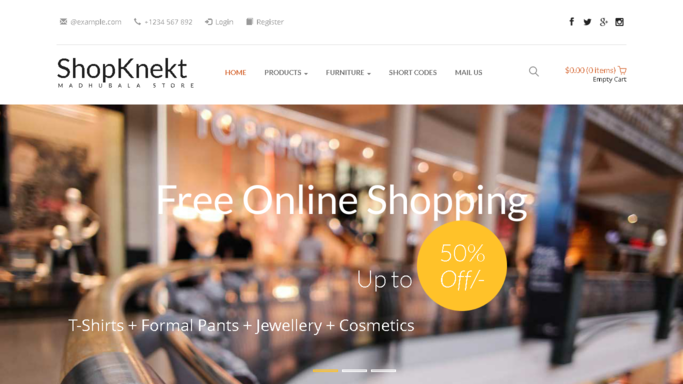 @example.com +1234 567 892 Login Register
ShopKnekt
MADHUBALA STORE
HOME PRODUCTS FURNITURE SHORT CODES MAIL US
$0.00 (0 items)
Empty Cart
TOPSHOP
Free Online Shopping
50%
Up to Off/-
T-Shirts + Formal Pants + Jewellery + Cosmetics